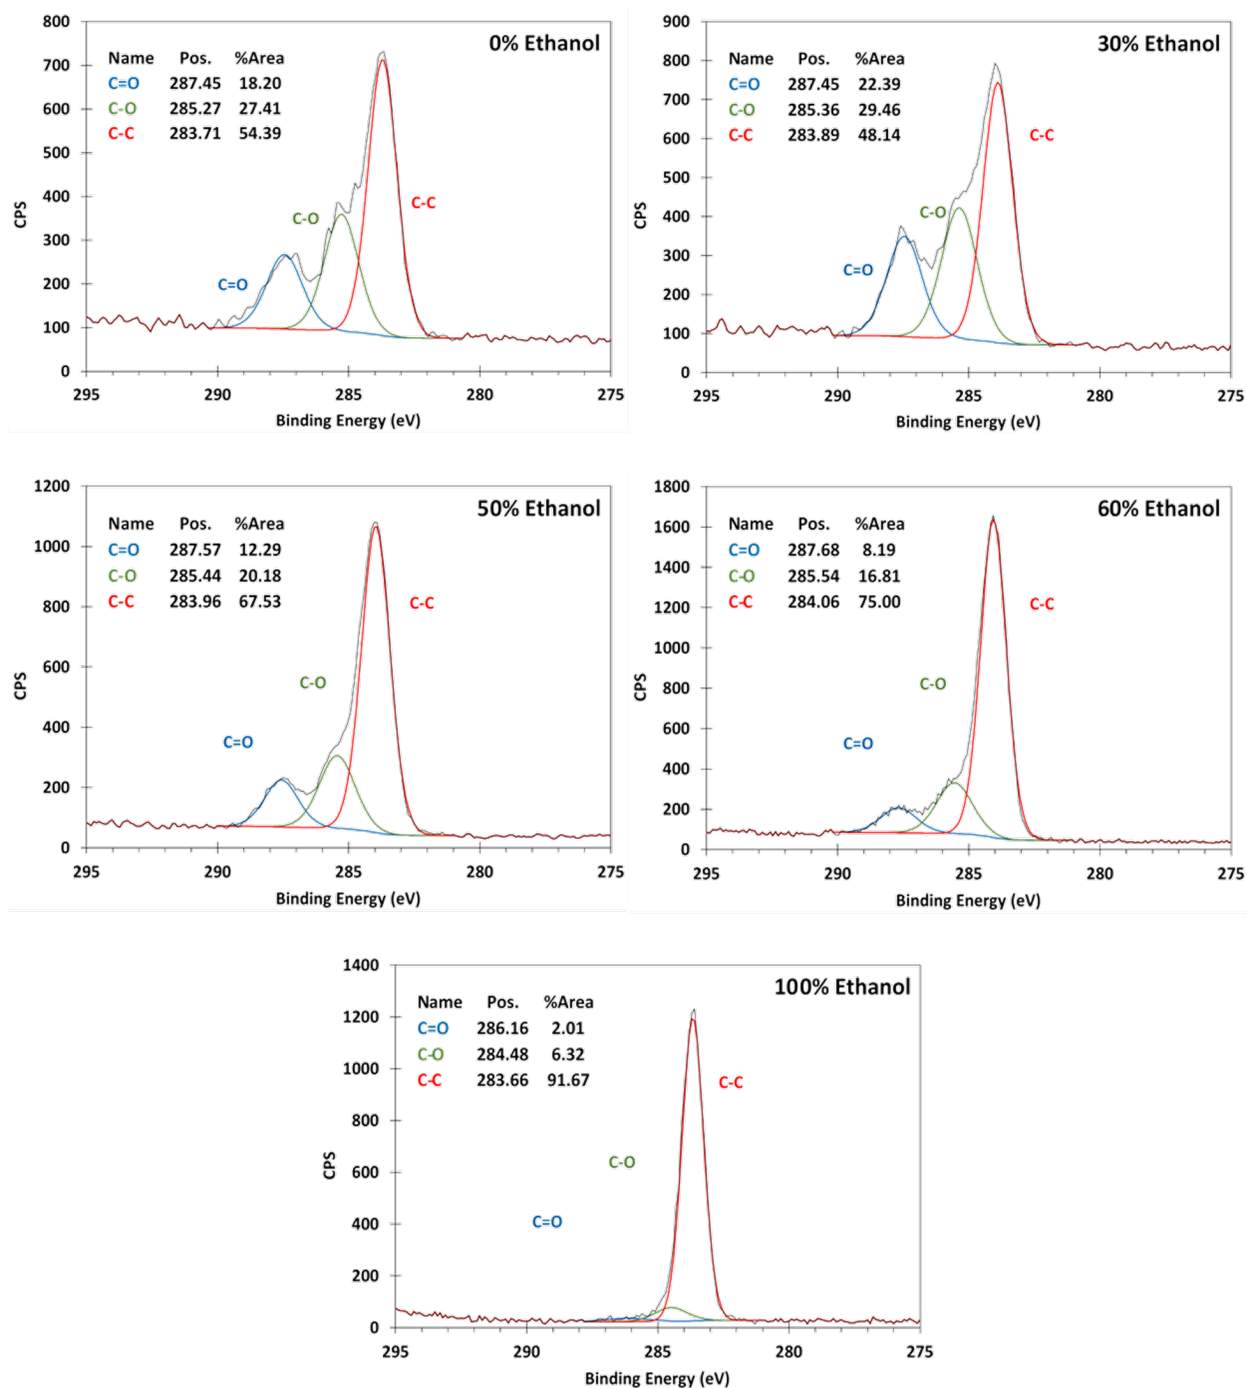 0% Ethanol
Name Pos. %Area
C=O 287.45 18.20
C-O 285.27 27.41
C-C 283.71 54.39
800
700
600
500
400
300
200
100
0
CPS
C=O
C-O
C-C
295 290 285 280 275
Binding Energy (eV)
30% Ethanol
Name Pos. %Area
C=O 287.45 22.39
C-O 285.36 29.46
C-C 283.89 48.14
900
800
700
600
500
400
300
200
100
0
CPS
C=O
C-O
C-C
295 290 285 280 275
Binding Energy (eV)
50% Ethanol
Name Pos. %Area
C=O 287.57 12.29
C-O 285.44 20.18
C-C 283.96 67.53
1200
1000
800
600
400
200
0
CPS
C=O
C-O
C-C
295 290 285 280 275
Binding Energy (eV)
60% Ethanol
Name Pos. %Area
C=O 287.68 8.19
C-O 285.54 16.81
C-C 284.06 75.00
1800
1600
1400
1200
1000
800
600
400
200
0
CPS
C=O
C-O
C-C
295 290 285 280 275
Binding Energy (eV)
100% Ethanol
Name Pos. %Area
C=O 286.16 2.01
C-O 284.48 6.32
C-C 283.66 91.67
1400
1200
1000
800
600
400
200
0
CPS
C=O
C-O
C-C
295 290 285 280 275
Binding Energy (eV)